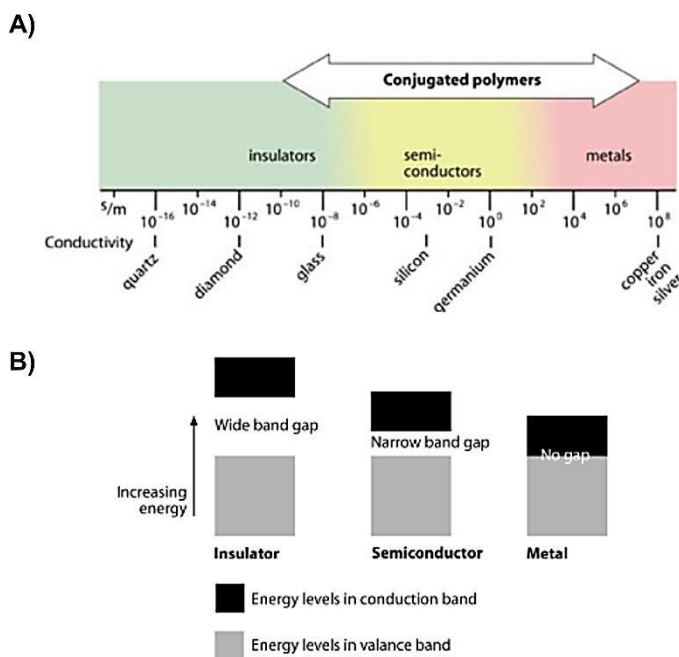 A)
Conjugated polymers
insulators
semi-
conductors
metals
s/m
10⁻¹⁶
10⁻¹⁴
10⁻¹²
10⁻¹⁰
10⁻⁸
10⁻⁶
10⁻⁴
10⁻²
10⁰
10²
10⁴
10⁶
10⁸
Conductivity
quartz
diamond
glass
silicon
germanium
copper
iron
silver
B)
Wide band gap
Narrow band gap
No gap
Increasing
energy
Insulator
Semiconductor
Metal
Energy levels in conduction band
Energy levels in valance band